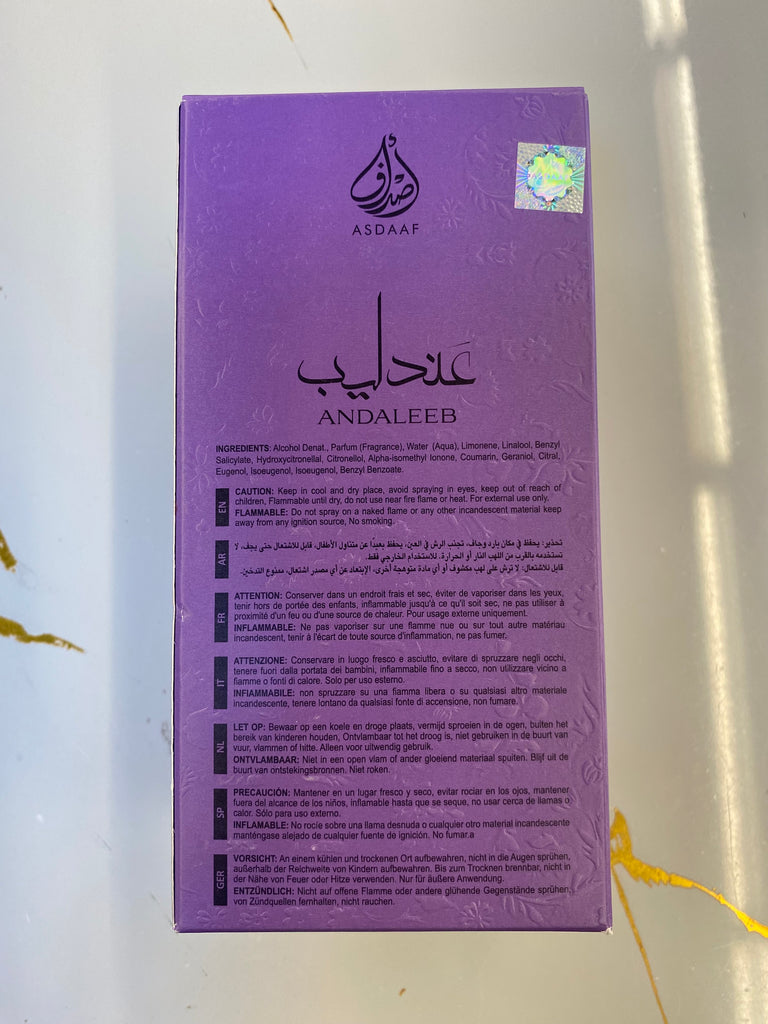 أصداف
ASDAAF
عَندليب
ANDALEEB
INGREDIENTS: Alcohol Denat., Parfum (Fragrance), Water (Aqua), Limonene, Linalool, Benzyl
Salicylate, Hydroxycitronellal, Citronellol, Alpha-isomethyl Ionone, Coumarin, Geraniol, Citral,
Eugenol, Isoeugenol, Isoeugenol, Benzyl Benzoate.
EN
CAUTION: Keep in cool and dry place, avoid spraying in eyes, keep out of reach of
children, Flammable until dry, do not use near fire flame or heat. For external use only.
FLAMMABLE: Do not spray on a naked flame or any other incandescent material keep
away from any ignition source, No smoking.
AR
تحذير: يحفظ في مكان بارد وجاف، تجنب الرش في العين، يحفظ بعيدًا عن متناول الأطفال، قابل للاشتعال حتى يجف، لا
تستخدمه بالقرب من اللهب النار أو الحرارة. للاستخدام الخارجي فقط.
قابل للاشتعال: لا ترش على لهب مكشوف أو أي مادة متوهجة أخرى، الإبتعاد عن أي مصدر اشتعال، ممنوع التدخين.
FR
ATTENTION: Conserver dans un endroit frais et sec, éviter de vaporiser dans les yeux,
tenir hors de portée des enfants, inflammable jusqu'à ce qu'il soit sec, ne pas utiliser à
proximité d'un feu ou d'une source de chaleur. Pour usage externe uniquement.
INFLAMMABLE: Ne pas vaporiser sur une flamme nue ou sur tout autre matériau
incandescent, tenir à l'écart de toute source d'inflammation, ne pas fumer.
IT
ATTENZIONE: Conservare in luogo fresco e asciutto, evitare di spruzzare negli occhi,
tenere fuori dalla portata dei bambini, infiammabile fino a secco, non utilizzare vicino a
fiamme o fonti di calore. Solo per uso esterno.
INFIAMMABILE: non spruzzare su una fiamma libera o su qualsiasi altro materiale
incandescente, tenere lontano da qualsiasi fonte di accensione, non fumare.
NL
LET OP: Bewaar op een koele en droge plaats, vermijd sproeien in de ogen, buiten het
bereik van kinderen houden, Ontvlambaar tot het droog is, niet gebruiken in de buurt van
vuur, vlammen of hitte. Alleen voor uitwendig gebruik.
ONTVLAMBAAR: Niet in een open vlam of ander gloeiend materiaal spuiten. Blijf uit de
buurt van ontstekingsbronnen. Niet roken.
SP
PRECAUCIÓN: Mantener en un lugar fresco y seco, evitar rociar en los ojos, mantener
fuera del alcance de los niños, inflamable hasta que se seque, no usar cerca de llamas o
calor. Sólo para uso externo.
INFLAMABLE: No rocíe sobre una llama desnuda o cualquier otro material incandescente
manténgase alejado de cualquier fuente de ignición. No fumar.a
GER
VORSICHT: An einem kühlen und trockenen Ort aufbewahren, nicht in die Augen sprühen,
außerhalb der Reichweite von Kindern aufbewahren. Bis zum Trocknen brennbar, nicht in
der Nähe von Feuer oder Hitze verwenden. Nur für äußere Anwendung.
ENTZÜNDLICH: Nicht auf offene Flamme oder andere glühende Gegenstände sprühen,
von Zündquellen fernhalten, nicht rauchen.